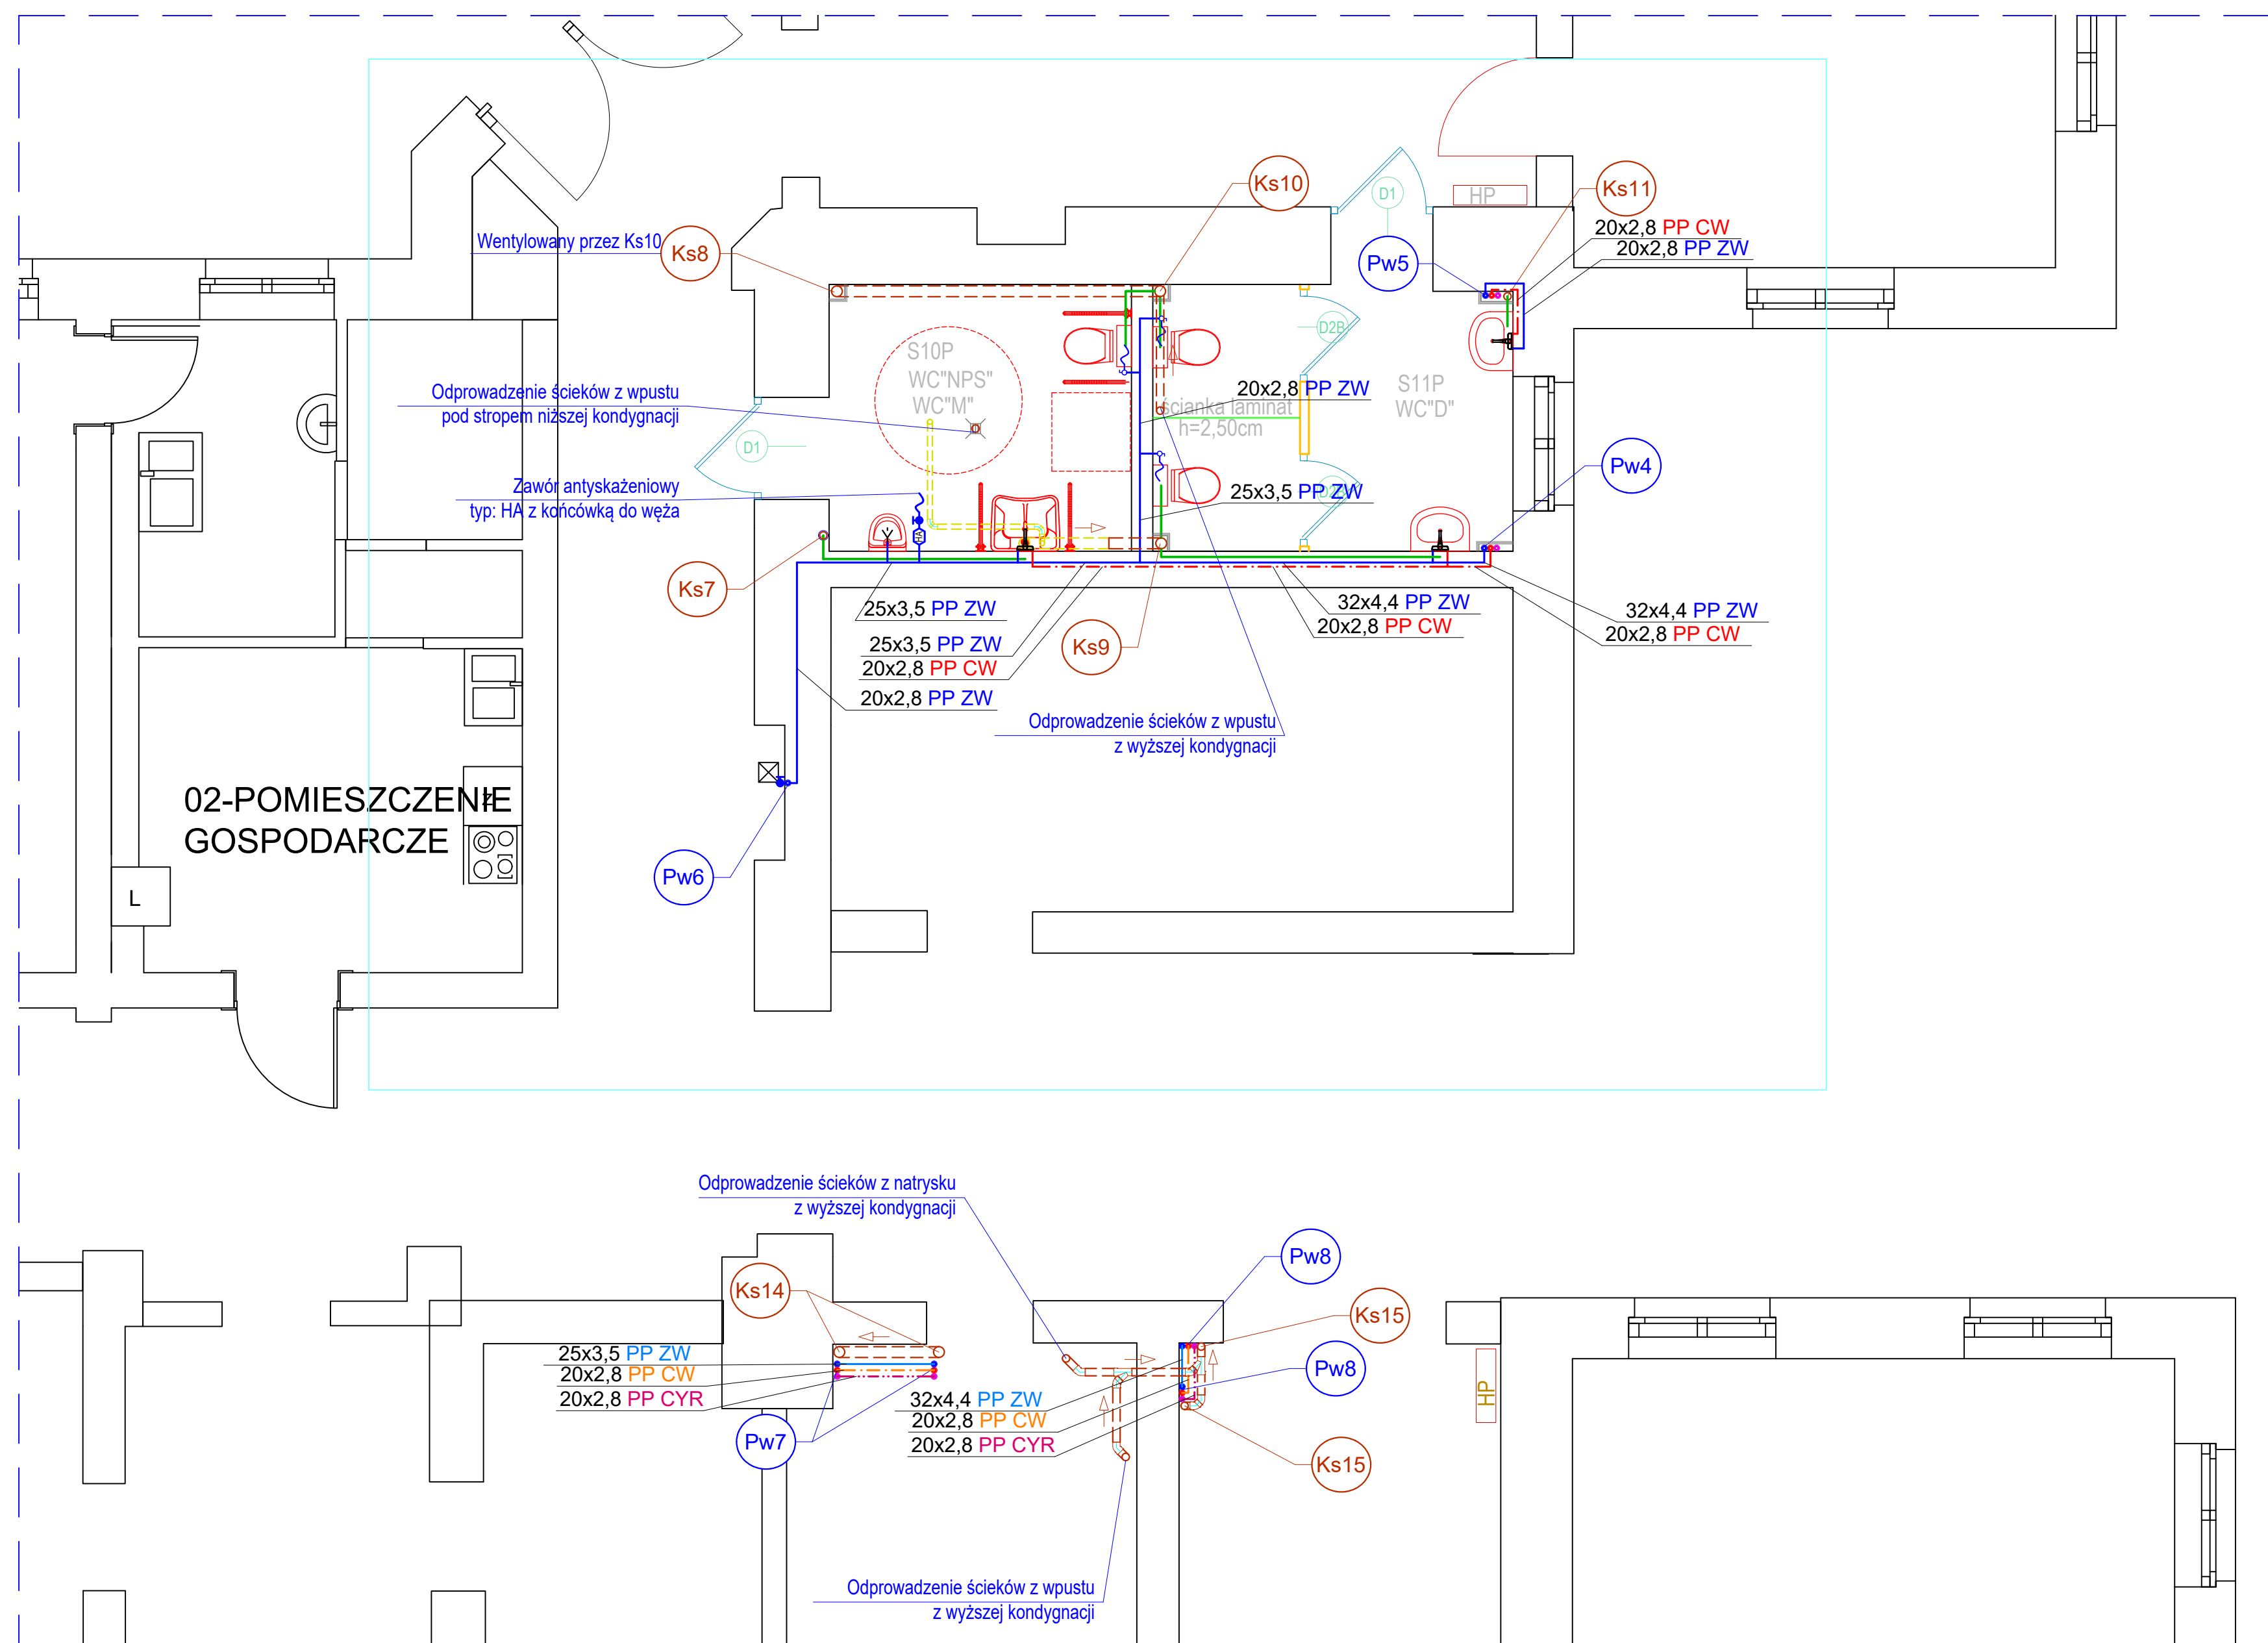 Ks10
D1
HP
Ks11
20x2,8 PP CW
20x2,8 PP ZW
Wentylowany przez Ks10
Ks8
Pw5
D2B
S10P
WC"NPS"
WC"M"
Odprowadzenie ścieków z wpustu
pod stropem niższej kondygnacji
20x2,8 PP ZW
ścianka laminat
h=2,50cm
S11P
WC"D"
D1
Zawór antyskażeniowy
typ: HA z końcówką do węża
HA
25x3,5 PP ZW
D2B
Pw4
Ks7
25x3,5 PP ZW
25x3,5 PP ZW
20x2,8 PP CW
20x2,8 PP ZW
Ks9
32x4,4 PP ZW
20x2,8 PP CW
32x4,4 PP ZW
20x2,8 PP CW
Odprowadzenie ścieków z wpustu
z wyższej kondygnacji
02-POMIESZCZENIE
GOSPODARCZE
Z
L
Pw6
Odprowadzenie ścieków z natrysku
z wyższej kondygnacji
Pw8
Ks14
Ks15
25x3,5 PP ZW
20x2,8 PP CW
20x2,8 PP CYR
Pw8
HP
32x4,4 PP ZW
20x2,8 PP CW
20x2,8 PP CYR
Pw7
Ks15
Odprowadzenie ścieków z wpustu
z wyższej kondygnacji